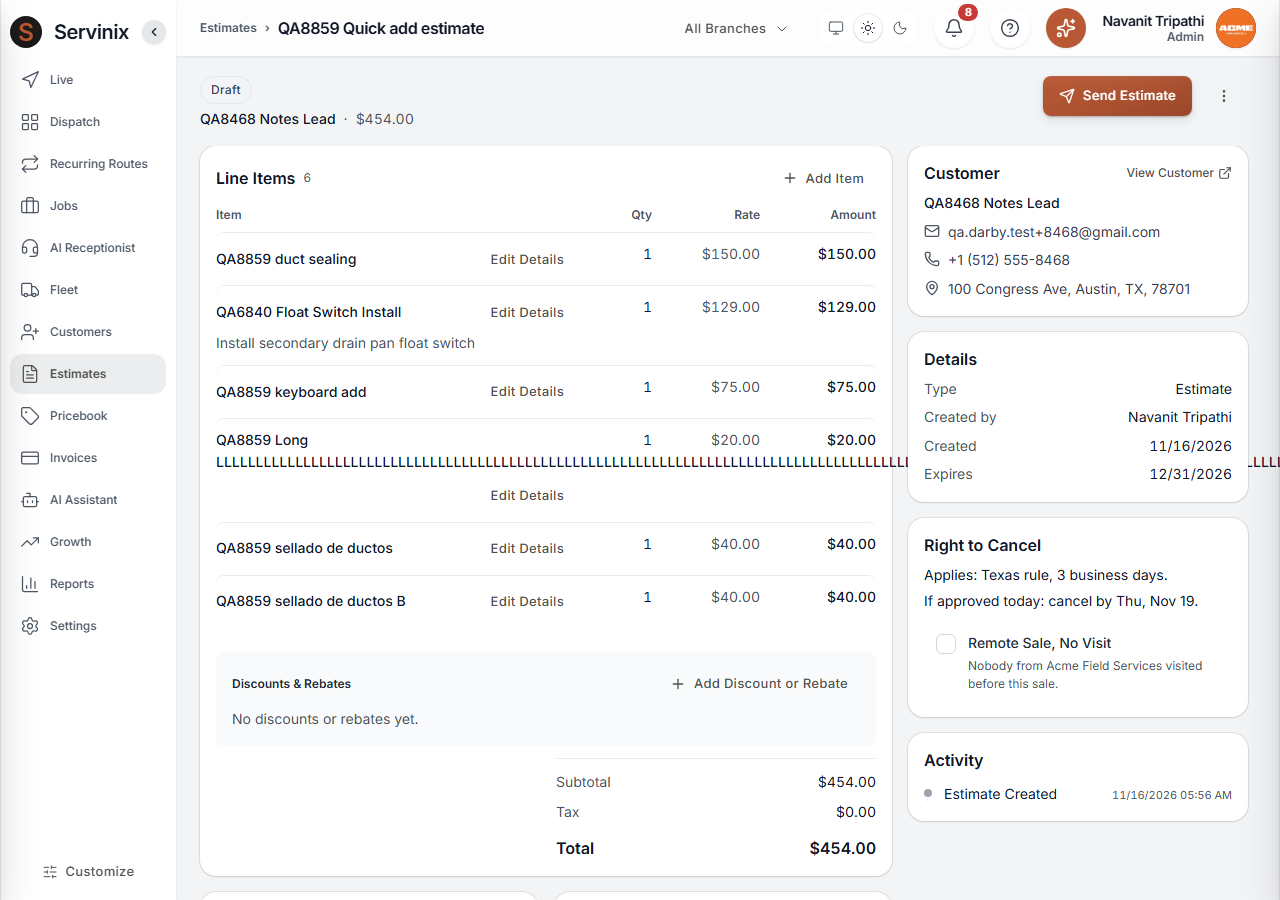 Servinix
Estimates › QA8859 Quick add estimate
All Branches
8
Navanit Tripathi
Admin
ACME
Live
Dispatch
Recurring Routes
Jobs
AI Receptionist
Fleet
Customers
Estimates
Pricebook
Invoices
AI Assistant
Growth
Reports
Settings
Customize
Draft
QA8468 Notes Lead · $454.00
Send Estimate
Line Items 6
Add Item
Item Qty Rate Amount
QA8859 duct sealing Edit Details 1 $150.00 $150.00
QA6840 Float Switch Install Edit Details 1 $129.00 $129.00
Install secondary drain pan float switch
QA8859 keyboard add Edit Details 1 $75.00 $75.00
QA8859 Long 1 $20.00 $20.00
Edit Details
QA8859 sellado de ductos Edit Details 1 $40.00 $40.00
QA8859 sellado de ductos B Edit Details 1 $40.00 $40.00
Discounts & Rebates
Add Discount or Rebate
No discounts or rebates yet.
Subtotal $454.00
Tax $0.00
Total $454.00
Customer
View Customer
QA8468 Notes Lead
qa.darby.test+8468@gmail.com
+1 (512) 555-8468
100 Congress Ave, Austin, TX, 78701
Details
Type Estimate
Created by Navanit Tripathi
Created 11/16/2026
Expires 12/31/2026
Right to Cancel
Applies: Texas rule, 3 business days.
If approved today: cancel by Thu, Nov 19.
Remote Sale, No Visit
Nobody from Acme Field Services visited
before this sale.
Activity
Estimate Created 11/16/2026 05:56 AM